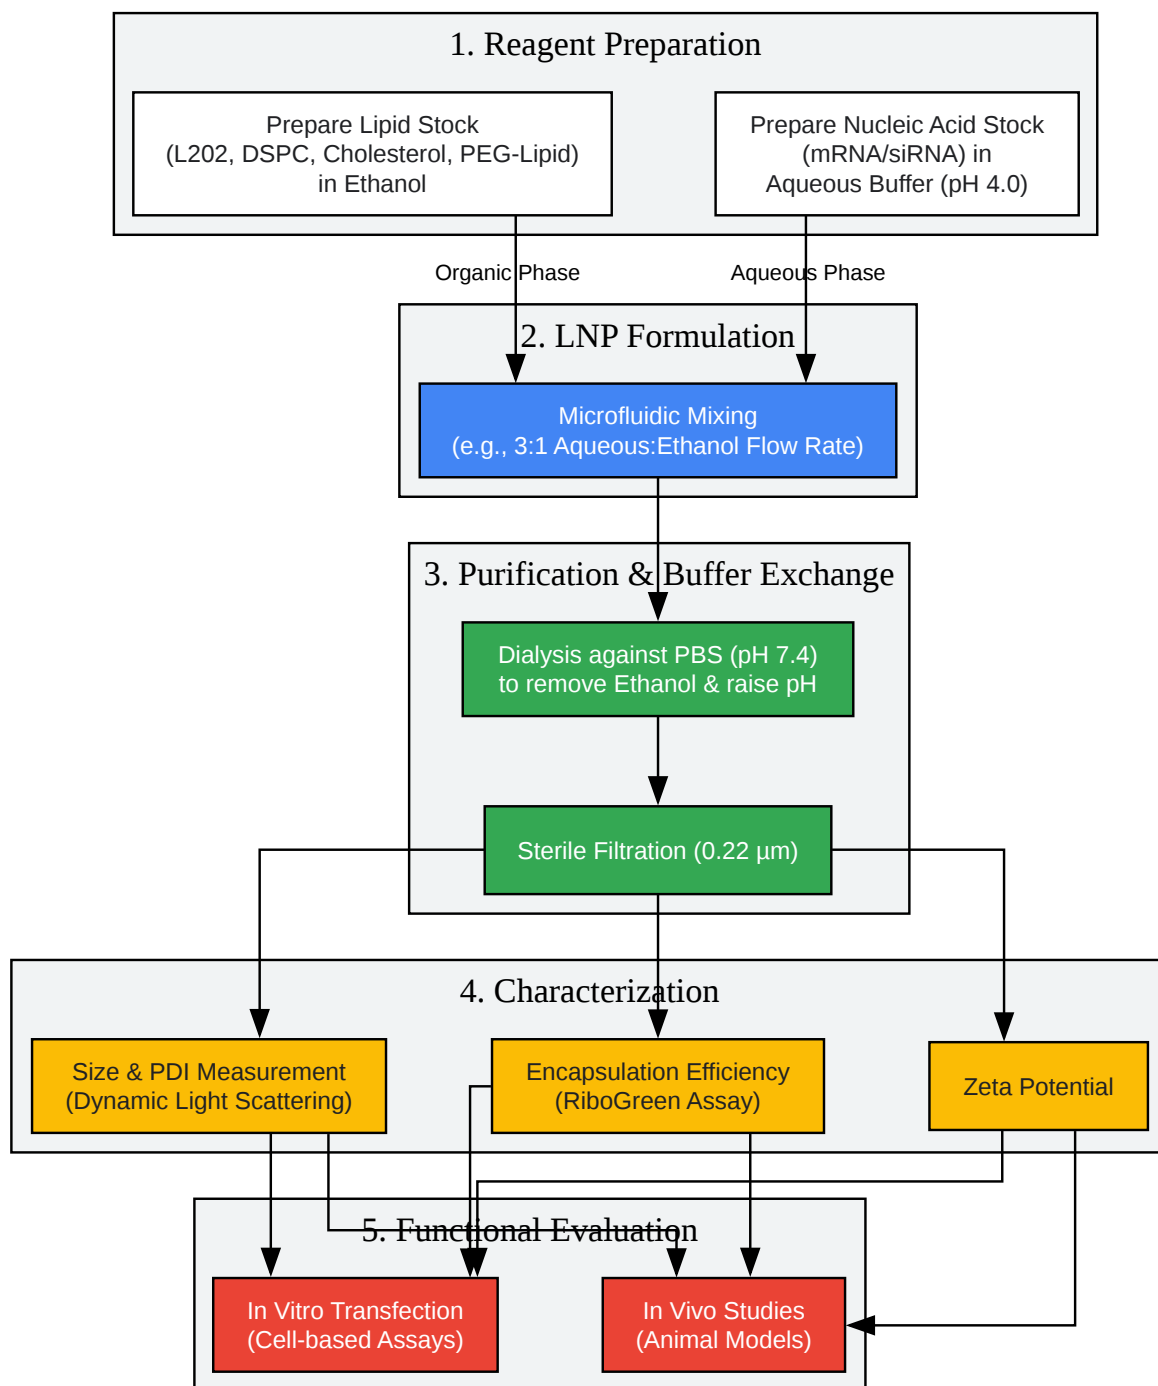 1. Reagent Preparation
Prepare Lipid Stock
(L202, DSPC, Cholesterol, PEG-Lipid)
in Ethanol
Prepare Nucleic Acid Stock
(mRNA/siRNA) in
Aqueous Buffer (pH 4.0)
Organic Phase
Aqueous Phase
2. LNP Formulation
Microfluidic Mixing
(e.g., 3:1 Aqueous:Ethanol Flow Rate)
3. Purification & Buffer Exchange
Dialysis against PBS (pH 7.4)
to remove Ethanol & raise pH
Sterile Filtration (0.22 µm)
4. Characterization
Size & PDI Measurement
(Dynamic Light Scattering)
Encapsulation Efficiency
(RiboGreen Assay)
Zeta Potential
5. Functional Evaluation
In Vitro Transfection
(Cell-based Assays)
In Vivo Studies
(Animal Models)